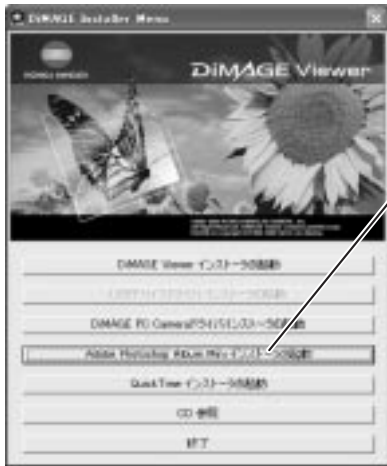 DiMAGE Installer Menu
KONICA MINOLTA
DiMAGE Viewer
DiMAGE Viewer インストーラの起動
DiMAGE PC Cameraドライバインストーラの起動
Adobe Photoshop Album Mini インストーラの起動
QuickTime インストーラの起動
CD 参照
終了